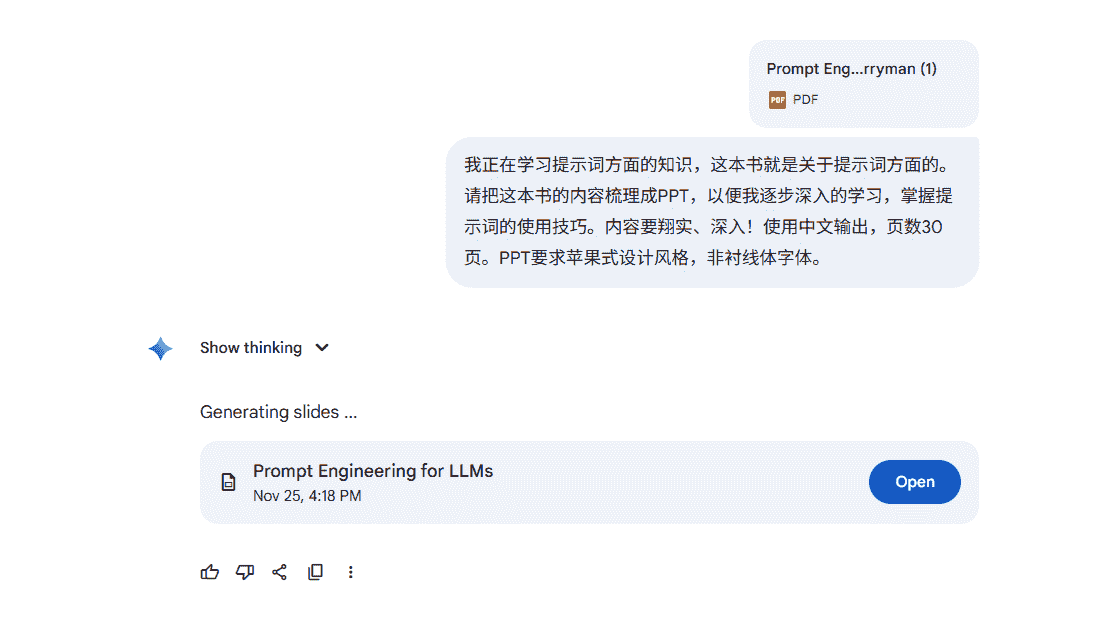 Prompt Eng...rryman (1)
PDF PDF
我正在学习提示词方面的知识，这本书就是关于提示词方面的。
请把这本书的内容梳理成PPT，以便我逐步深入的学习，掌握提
示词的使用技巧。内容要翔实、深入！使用中文输出，页数30
页。PPT要求苹果式设计风格，非衬线体字体。
Show thinking
Generating slides ...
Prompt Engineering for LLMs
Open
Nov 25, 4:18 PM